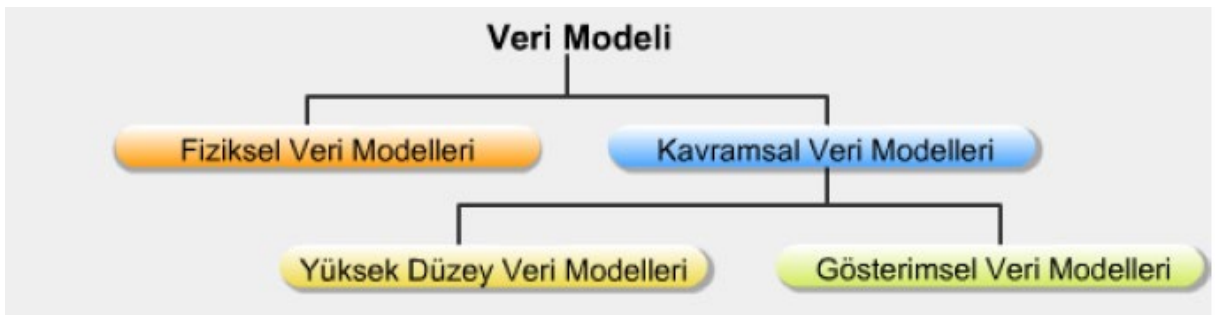 Veri Modeli
Fiziksel Veri Modelleri
Kavramsal Veri Modelleri
Yüksek Düzey Veri Modelleri
Gösterimsel Veri Modelleri